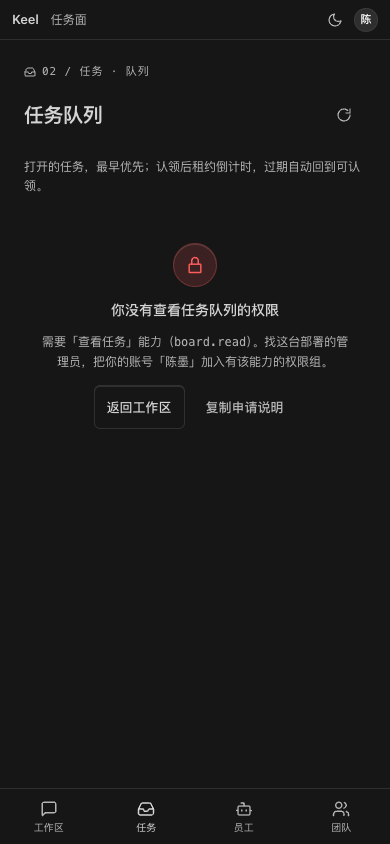 Keel 任务面 陈
02 / 任务 · 队列
任务队列
打开的任务，最早优先；认领后租约倒计时，过期自动回到可认
领。
你没有查看任务队列的权限
需要「查看任务」能力（board.read）。找这台部署的管
理员，把你的账号「陈墨」加入有该能力的权限组。
返回工作区 复制申请说明
工作区 任务 员工 团队